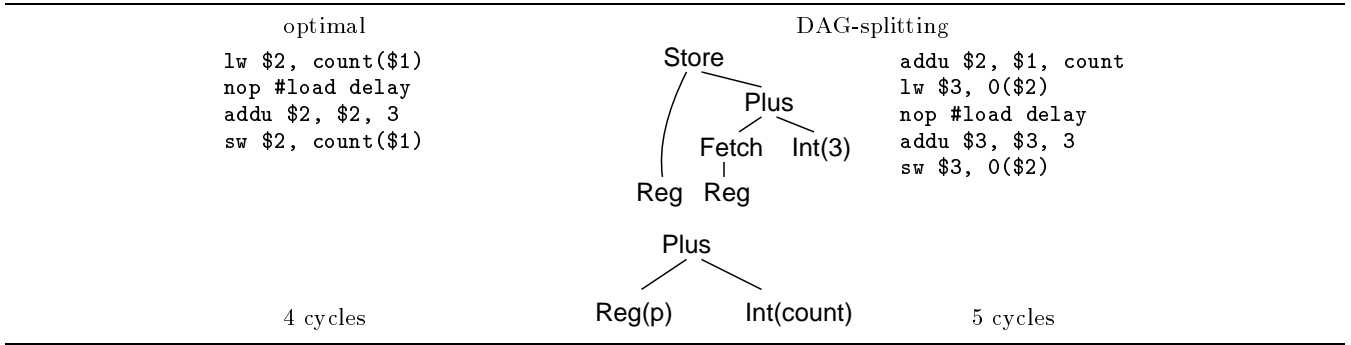 optimal
lw $2, count($1)
nop #load delay
addu $2, $2, 3
sw $2, count($1)
4 cycles
DAG-splitting
Store
Plus
Fetch Int(3)
Reg Reg
Plus
Reg(p) Int(count)
addu $2, $1, count
lw $3, 0($2)
nop #load delay
addu $3, $3, 3
sw $3, 0($2)
5 cycles